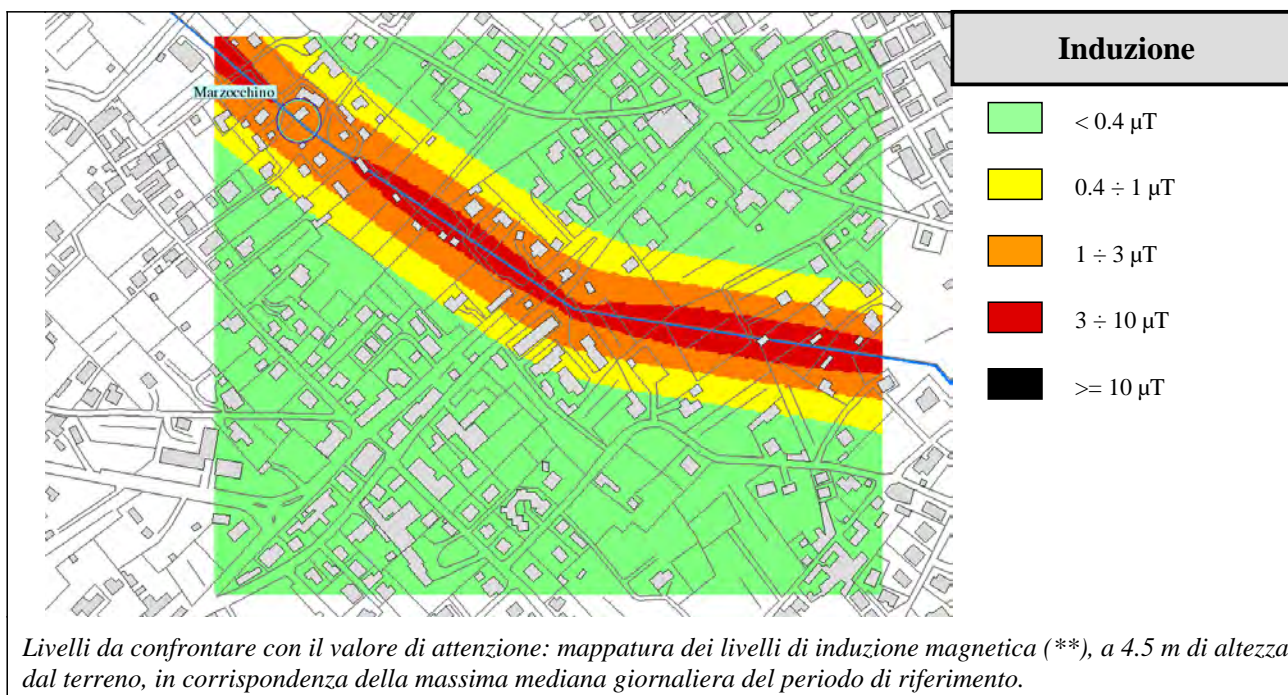 Induzione
Marzocchino
< 0.4 μT
0.4 ÷ 1 μT
1 ÷ 3 μT
3 ÷ 10 μT
>= 10 μT
Livelli da confrontare con il valore di attenzione: mappatura dei livelli di induzione magnetica (**), a 4.5 m di altezza
dal terreno, in corrispondenza della massima mediana giornaliera del periodo di riferimento.